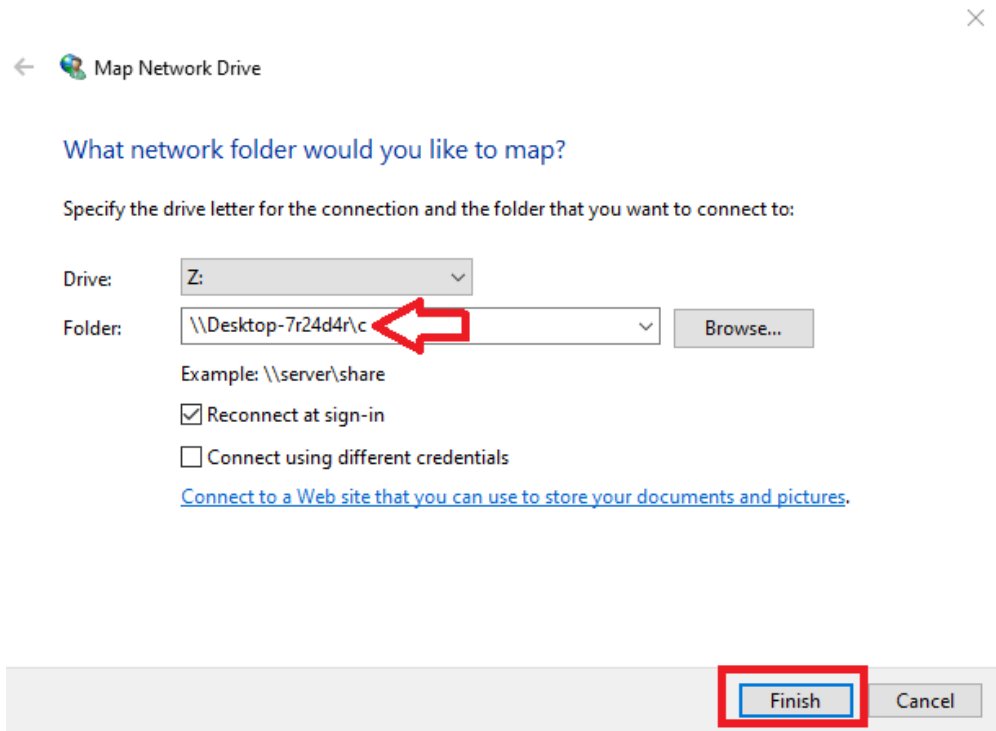 Map Network Drive
What network folder would you like to map?
Specify the drive letter for the connection and the folder that you want to connect to:
Drive: Z:
Folder: \\Desktop-7r24d4r\c Browse...
Example: \\server\share
Reconnect at sign-in
Connect using different credentials
Connect to a Web site that you can use to store your documents and pictures.
Finish Cancel